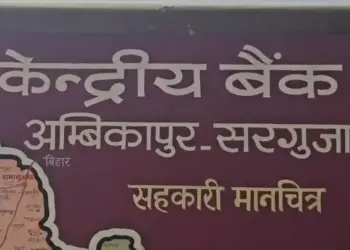 केन्द्रीय बैंक
अम्बिकापुर-सरगुजा
बिहार
सहकारी मानचित्र